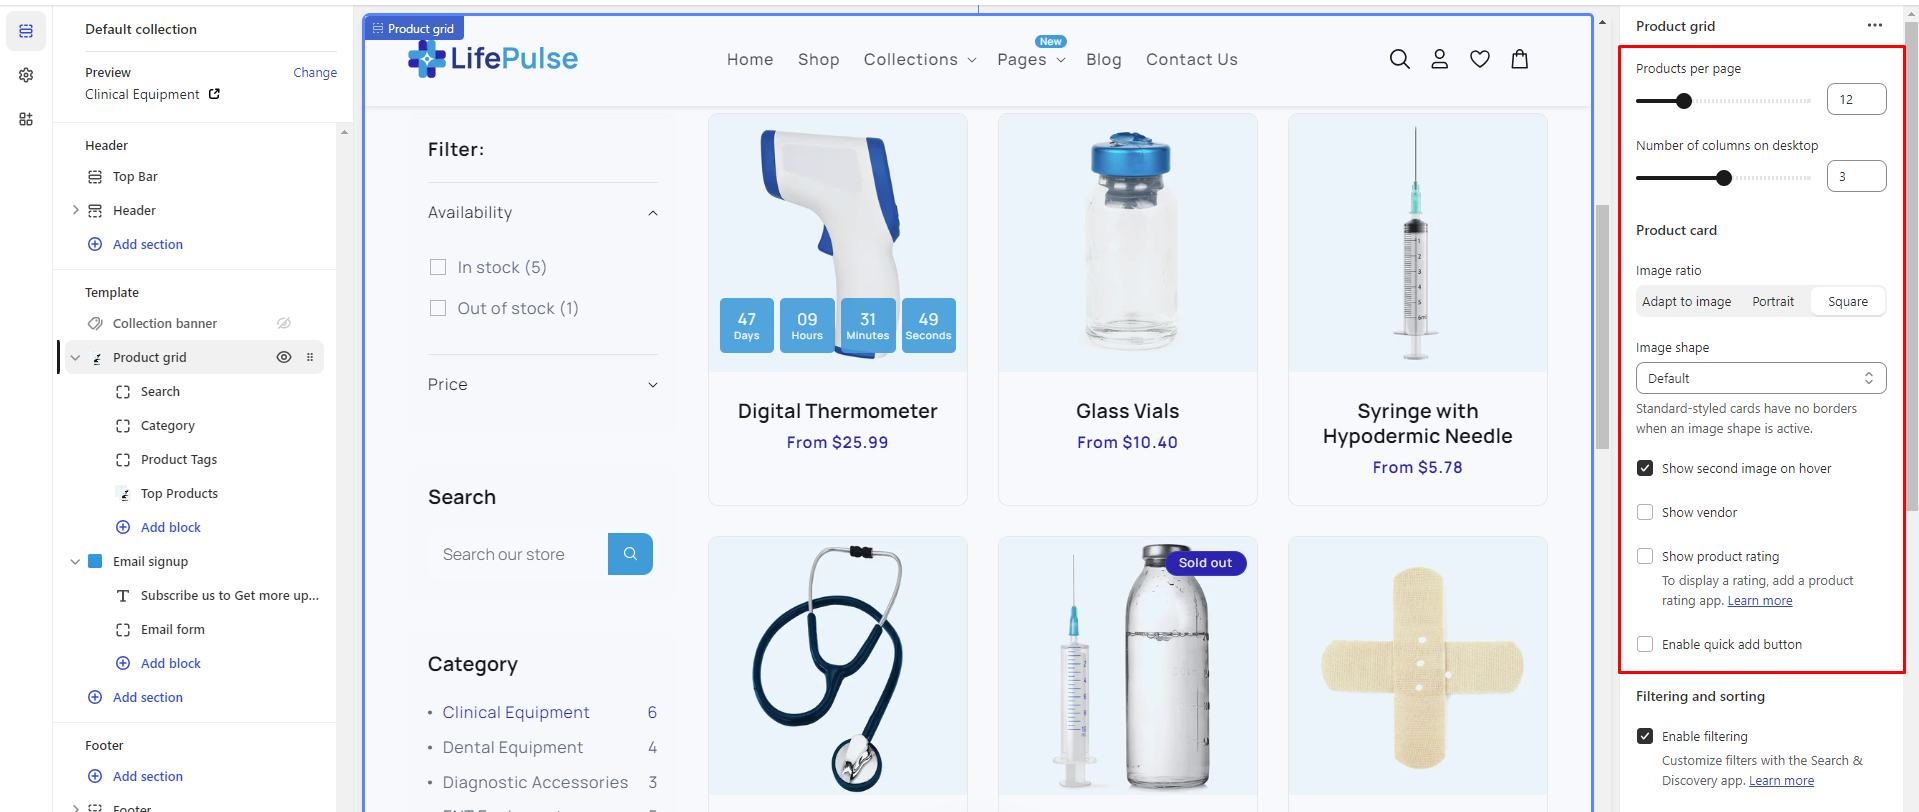 Default collection
Preview
Change
Clinical Equipment
Header
Top Bar
Header
Add section
Template
Collection banner
Product grid
Search
Category
Product Tags
Top Products
Add block
Email signup
Subscribe us to Get more up...
Email form
Add block
Add section
Footer
Add section
Footer
Product grid
LifePulse
Home
Shop
Collections
Pages
New
Blog
Contact Us
Filter:
Availability
In stock (5)
Out of stock (1)
Price
Search
Search our store
Category
• Clinical Equipment 6
• Dental Equipment 4
• Diagnostic Accessories 3
47 Days
09 Hours
31 Minutes
49 Seconds
Digital Thermometer
From $25.99
Glass Vials
From $10.40
Syringe with
Hypodermic Needle
From $5.78
Sold out
Product grid
Products per page
12
Number of columns on desktop
3
Product card
Image ratio
Adapt to image
Portrait
Square
Image shape
Default
Standard-styled cards have no borders
when an image shape is active.
Show second image on hover
Show vendor
Show product rating
To display a rating, add a product
rating app. Learn more
Enable quick add button
Filtering and sorting
Enable filtering
Customize filters with the Search &
Discovery app. Learn more